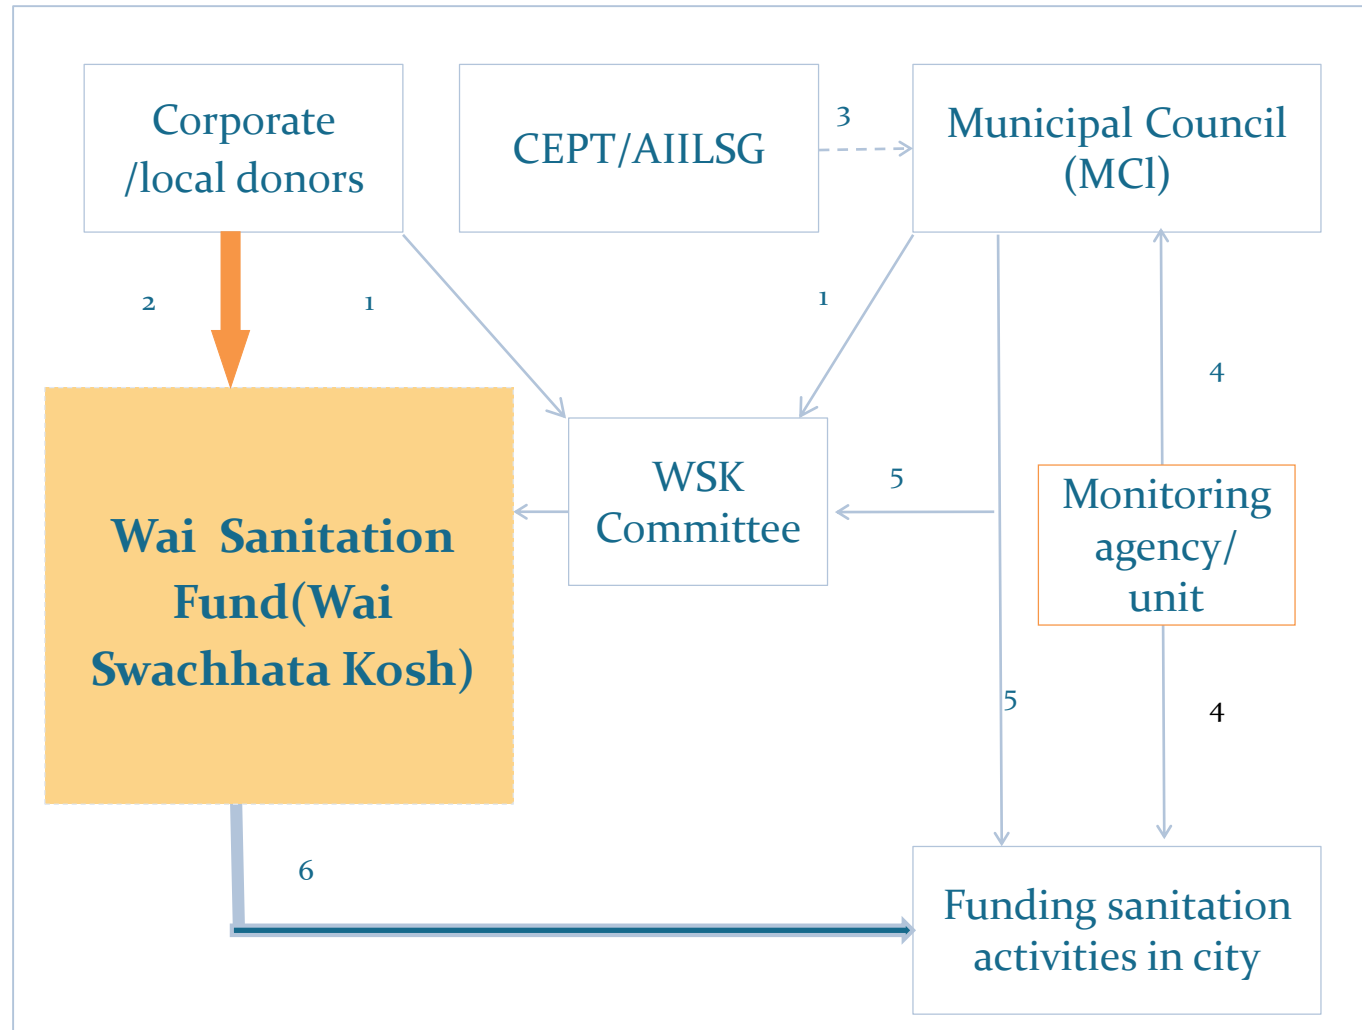 Corporate
/local donors
CEPT/AIILSG
3
Municipal Council
(MCl)
2
1
1
4
Wai Sanitation
Fund(Wai
Swachhata Kosh)
WSK
Committee
5
Monitoring
agency/
unit
5
4
6
Funding sanitation
activities in city